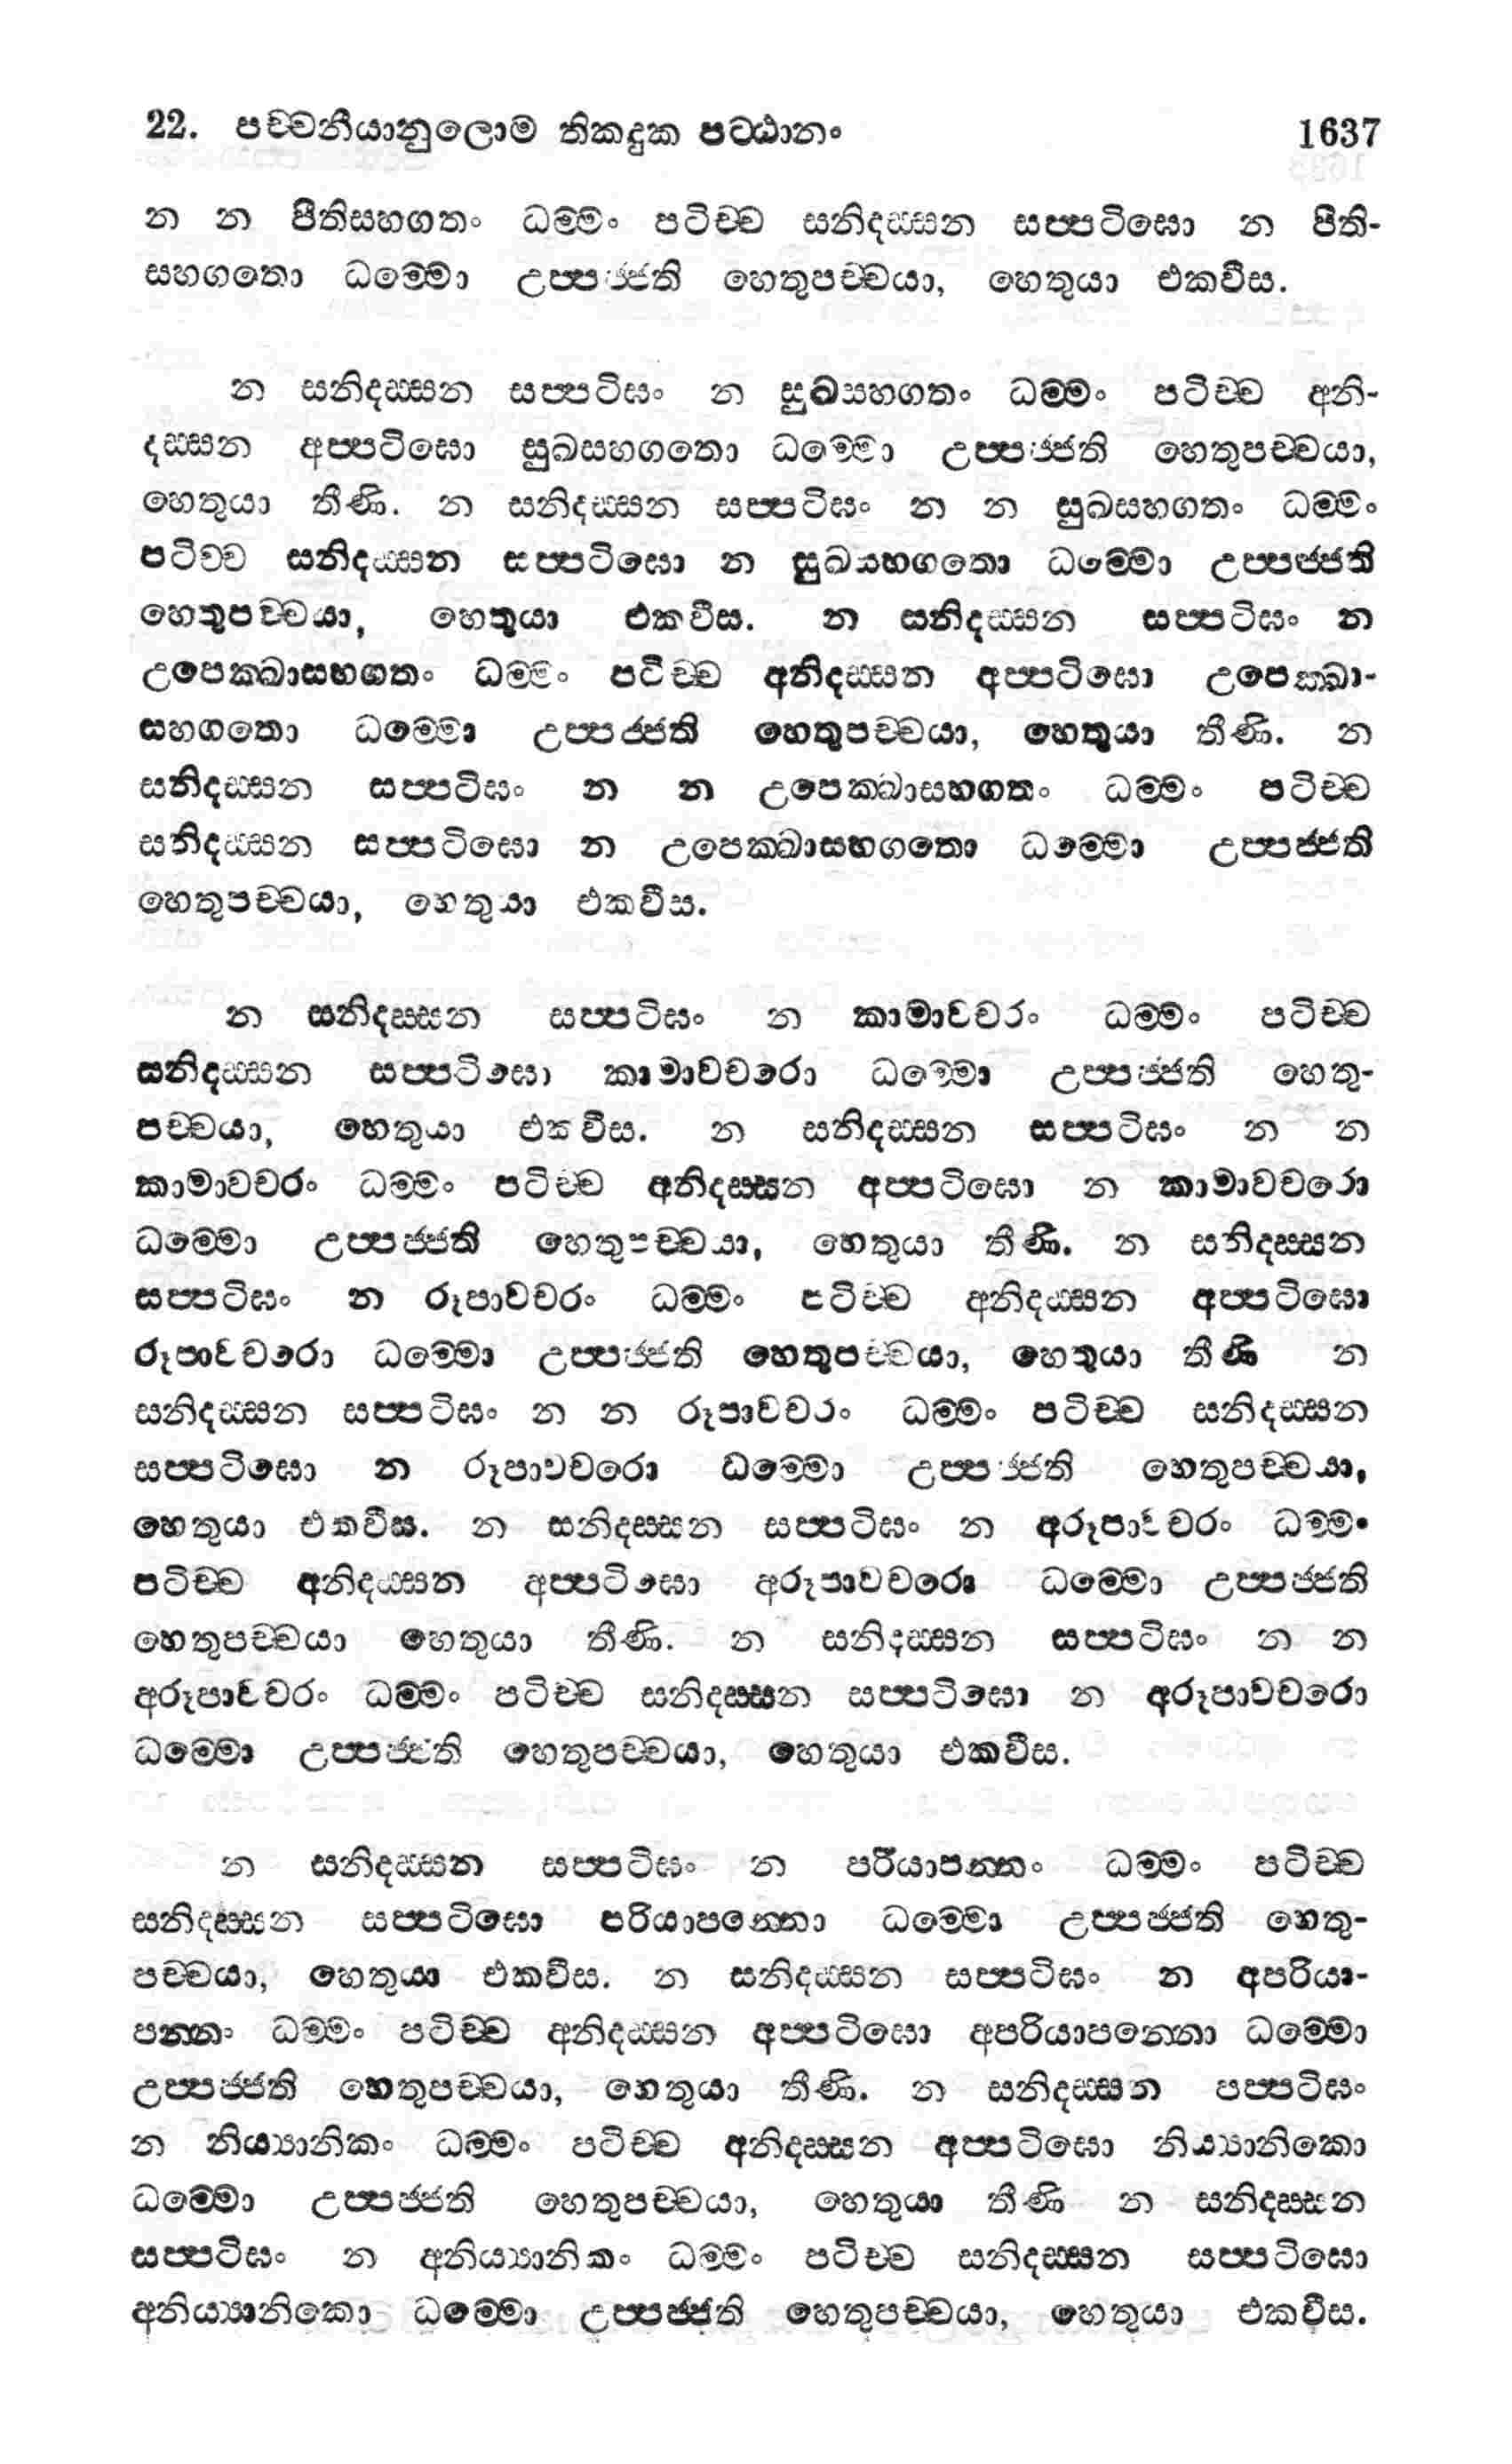 22. පච්චනීයානුලොම තිකදුක පට්ඨානං 1637
න න පීතිසහගතං ධම්මං පටිච්ච සනිදස්සන සප්පටිඝො න පීති-
සහගතො ධම්මො උප්පජ්ජති හෙතුපච්චයා, හෙතුයා එකවීස.
න සනිදස්සන සප්පටිඝං න සුඛසහගතං ධම්මං පටිච්ච අනි-
දස්සන අප්පටිඝො සුඛසහගතො ධම්මො උප්පජ්ජති හෙතුපච්චයා,
හෙතුයා තීණි. න සනිදස්සන සප්පටිඝං න න සුඛසහගතං ධම්මං
පටිච්ච සනිදස්සන සප්පටිඝො න සුඛසහගතො ධම්මො උප්පජ්ජති
හෙතුපච්චයා, හෙතුයා එකවීස. න සනිදස්සන සප්පටිඝං න
උපෙක්ඛාසහගතං ධම්මං පටිච්ච අනිදස්සන අප්පටිඝො උපෙක්ඛා-
සහගතො ධම්මො උප්පජ්ජති හෙතුපච්චයා, හෙතුයා තීණි. න
සනිදස්සන සප්පටිඝං න න උපෙක්ඛාසහගතං ධම්මං පටිච්ච
සනිදස්සන සප්පටිඝො න උපෙක්ඛාසහගතො ධම්මො උප්පජ්ජති
හෙතුපච්චයා, හෙතුයා එකවීස.
න සනිදස්සන සප්පටිඝං න කාමාවචරං ධම්මං පටිච්ච
සනිදස්සන සප්පටිඝො කාමාවචරො ධම්මො උප්පජ්ජති හෙතු-
පච්චයා, හෙතුයා එකවීස. න සනිදස්සන සප්පටිඝං න න
කාමාවචරං ධම්මං පටිච්ච අනිදස්සන අප්පටිඝො න කාමාවචරො
ධම්මො උප්පජ්ජති හෙතුපච්චයා, හෙතුයා තීණි. න සනිදස්සන
සප්පටිඝං න රූපාවචරං ධම්මං පටිච්ච අනිදස්සන අප්පටිඝො
රූපාවචරො ධම්මො උප්පජ්ජති හෙතුපච්චයා, හෙතුයා තීණි න
සනිදස්සන සප්පටිඝං න න රූපාවචරං ධම්මං පටිච්ච සනිදස්සන
සප්පටිඝො න රූපාවචරො ධම්මො උප්පජ්ජති හෙතුපච්චයා,
හෙතුයා එකවීස. න සනිදස්සන සප්පටිඝං න අරූපාවචරං ධම්මං
පටිච්ච අනිදස්සන අප්පටිඝො අරූපාවචරො ධම්මො උප්පජ්ජති
හෙතුපච්චයා හෙතුයා තීණි. න සනිදස්සන සප්පටිඝං න න
අරූපාවචරං ධම්මං පටිච්ච සනිදස්සන සප්පටිඝො න අරූපාවචරො
ධම්මො උප්පජ්ජති හෙතුපච්චයා, හෙතුයා එකවීස.
න සනිදස්සන සප්පටිඝං න පරියාපන්නං ධම්මං පටිච්ච
සනිදස්සන සප්පටිඝො පරියාපන්නො ධම්මො උප්පජ්ජති හෙතු-
පච්චයා, හෙතුයා එකවීස. න සනිදස්සන සප්පටිඝං න අපරියා-
පන්නං ධම්මං පටිච්ච අනිදස්සන අප්පටිඝො අපරියාපන්නො ධම්මො
උප්පජ්ජති හෙතුපච්චයා, හෙතුයා තීණි. න සනිදස්සන පප්පටිඝං
න නිය්‍යානිකං ධම්මං පටිච්ච අනිදස්සන අප්පටිඝො නිය්‍යානිකො
ධම්මො උප්පජ්ජති හෙතුපච්චයා, හෙතුයා තීණි න සනිදස්සන
සප්පටිඝං න අනිය්‍යානිකං ධම්මං පටිච්ච සනිදස්සන සප්පටිඝො
අනිය්‍යානිකො ධම්මො උප්පජ්ජති හෙතුපච්චයා, හෙතුයා එකවීස.